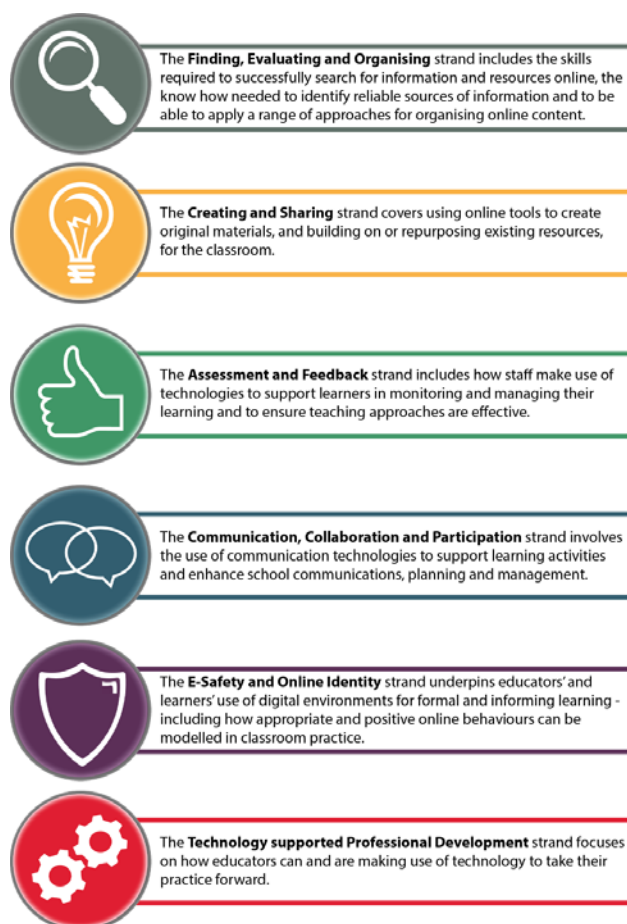 The Finding, Evaluating and Organising strand includes the skills
required to successfully search for information and resources online, the
know how needed to identify reliable sources of information and to be
able to apply a range of approaches for organising online content.
The Creating and Sharing strand covers using online tools to create
original materials, and building on or repurposing existing resources,
for the classroom.
The Assessment and Feedback strand includes how staff make use of
technologies to support learners in monitoring and managing their
learning and to ensure teaching approaches are effective.
The Communication, Collaboration and Participation strand involves
the use of communication technologies to support learning activities
and enhance school communications, planning and management.
The E-Safety and Online Identity strand underpins educators' and
learners' use of digital environments for formal and informing learning -
including how appropriate and positive online behaviours can be
modelled in classroom practice.
The Technology supported Professional Development strand focuses
on how educators can and are making use of technology to take their
practice forward.